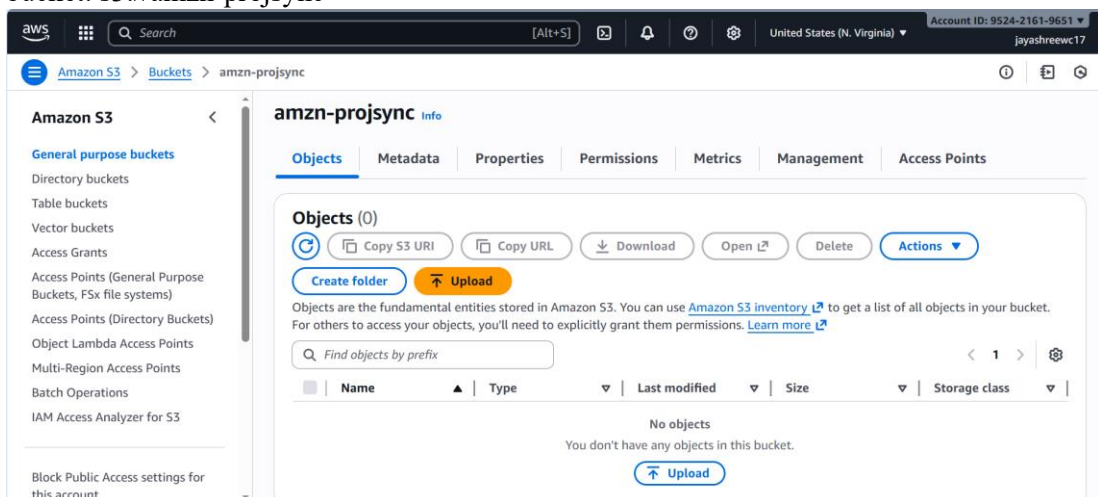 aws
Search
[Alt+S]
United States (N. Virginia)
Account ID: 9524-2161-9651
jayashreewc17
Amazon S3 > Buckets > amzn-projsync
Amazon S3
General purpose buckets
Directory buckets
Table buckets
Vector buckets
Access Grants
Access Points (General Purpose
Buckets, FSx file systems)
Access Points (Directory Buckets)
Object Lambda Access Points
Multi-Region Access Points
Batch Operations
IAM Access Analyzer for S3
Block Public Access settings for
this account
amzn-projsync Info
Objects Metadata Properties Permissions Metrics Management Access Points
Objects (0)
Copy S3 URI Copy URL Download Open Delete Actions
Create folder Upload
Objects are the fundamental entities stored in Amazon S3. You can use Amazon S3 inventory to get a list of all objects in your bucket.
For others to access your objects, you'll need to explicitly grant them permissions. Learn more
Find objects by prefix
< 1 >
Name Type Last modified Size Storage class
No objects
You don't have any objects in this bucket.
Upload